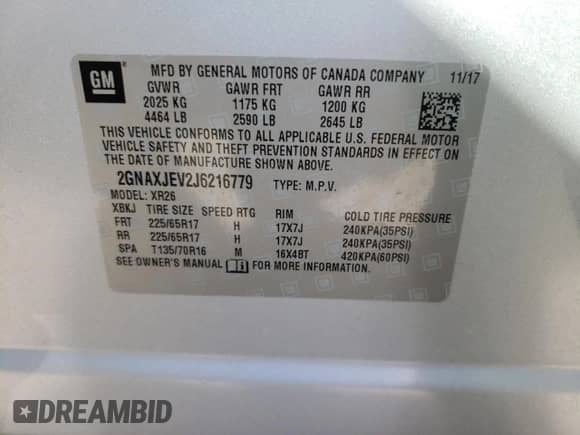 GM ® MFD BY GENERAL MOTORS OF CANADA COMPANY 11/17
GVWR GAWR FRT GAWR RR
2025 KG 1175 KG 1200 KG
4464 LB 2590 LB 2645 LB
THIS VEHICLE CONFORMS TO ALL APPLICABLE U.S. FEDERAL MOTOR
VEHICLE SAFETY AND THEFT PREVENTION STANDARDS IN EFFECT ON
THE DATE OF MANUFACTURE SHOWN ABOVE.
2GNAXJEV2J6216779 TYPE: M.P.V.
MODEL: XR26
XBKJ TIRE SIZE SPEED RTG RIM COLD TIRE PRESSURE
FRT 225/65R17 H 17X7J 240KPA(35PSI)
RR 225/65R17 H 17X7J 240KPA(35PSI)
SPA T135/70R16 M 16X4BT 420KPA(60PSI)
SEE OWNER'S MANUAL FOR MORE INFORMATION.
DREAMBID